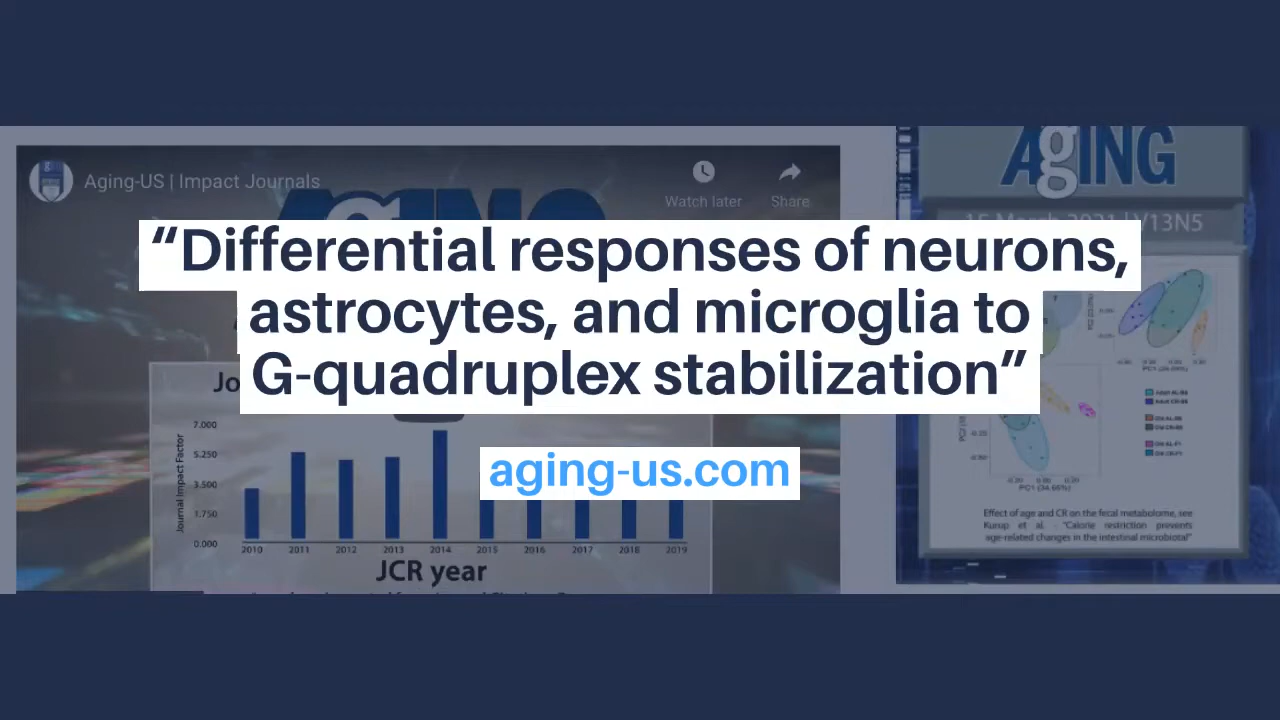 Aging-US | Impact Journals
Watch later
Share
AgING
15 March 2021 | V13N5
“Differential responses of neurons,
astrocytes, and microglia to
G-quadruplex stabilization”
aging-us.com
Journal Impact Factor
7.000
5.250
3.500
1.750
0.000
2010 2011 2012 2013 2014 2015 2016 2017 2018 2019
JCR year
PC1 (34.66%)
Effect of age and CR on the fecal metabolome, see
Kurup et al. - "Calorie restriction prevents
age-related changes in the intestinal microbiota"